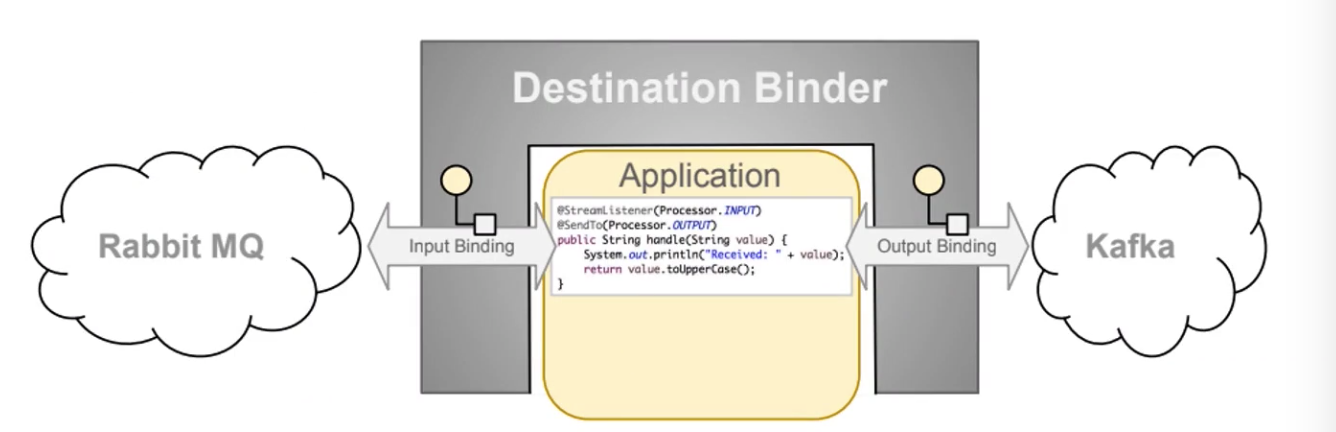 Destination Binder
Application
@StreamListener(Processor.INPUT)
@SendTo(Processor.OUTPUT)
public String handle(String value) {
System.out.println("Received: " + value);
return value.toUpperCase();
}
Rabbit MQ
Input Binding
Output Binding
Kafka